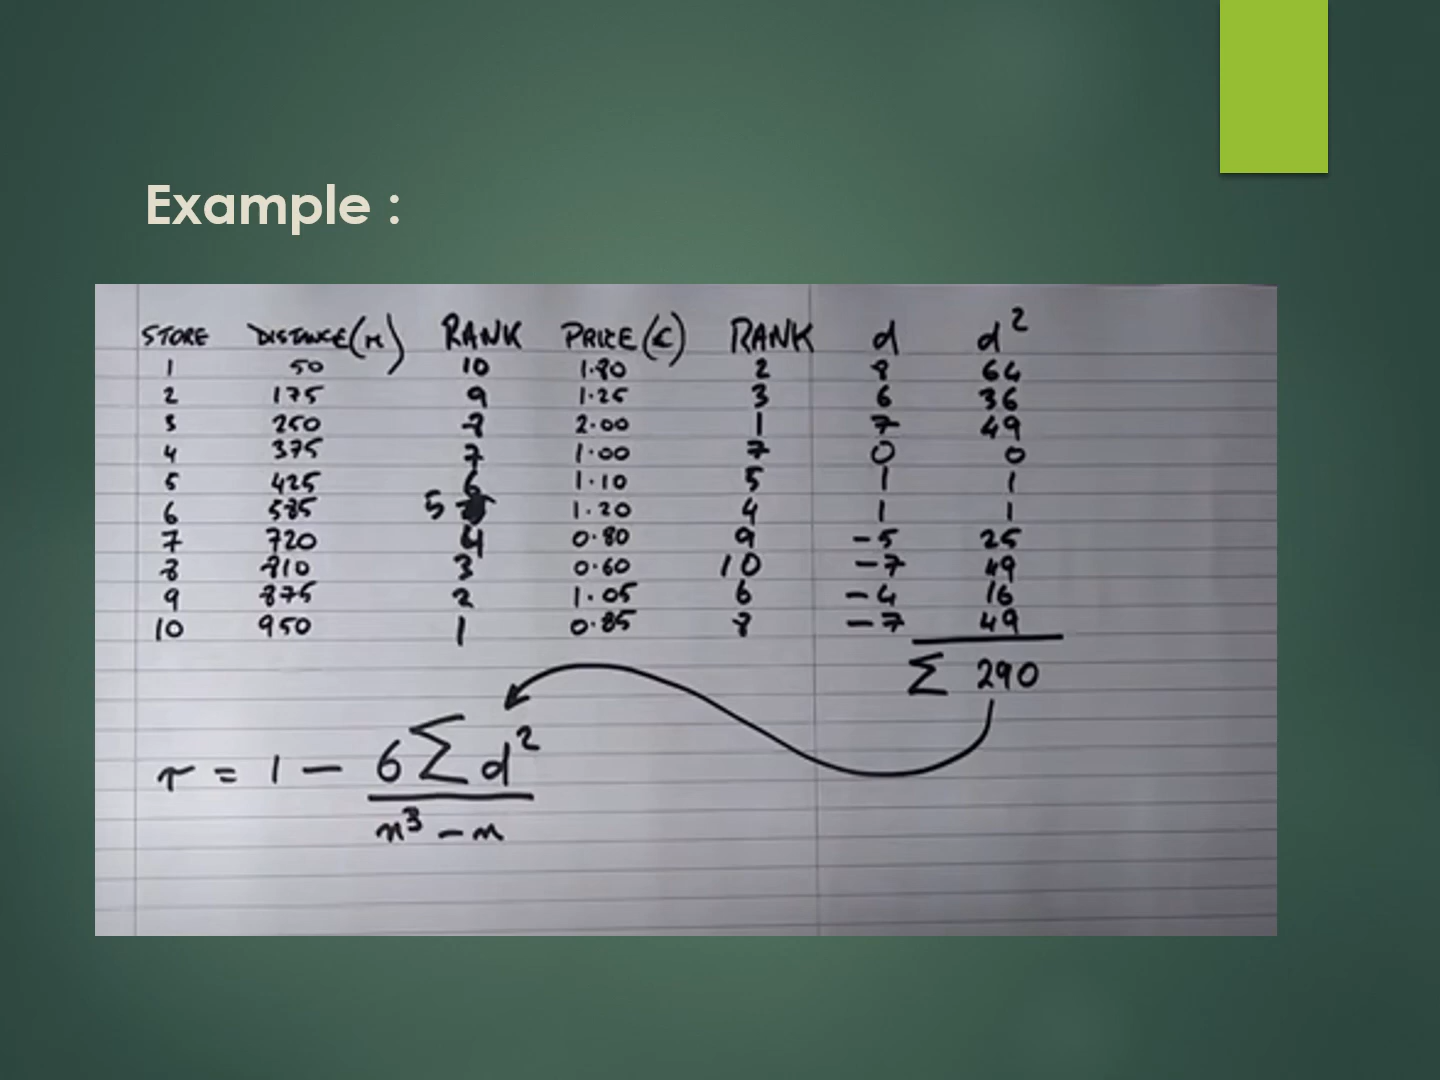 Example :
STORE DISTANCE(M) RANK PRICE(£) RANK d d²
1 50 10 1.80 2 8 64
2 175 9 1.25 3 6 36
3 250 8 2.00 1 7 49
4 375 7 1.00 7 0 0
5 425 6 1.10 5 1 1
6 585 5 1.20 4 1 1
7 720 4 0.80 9 -5 25
8 810 3 0.60 10 -7 49
9 875 2 1.05 6 -4 16
10 950 1 0.85 8 -7 49
Σ 290
r = 1 - 6Σd²
n³ - n